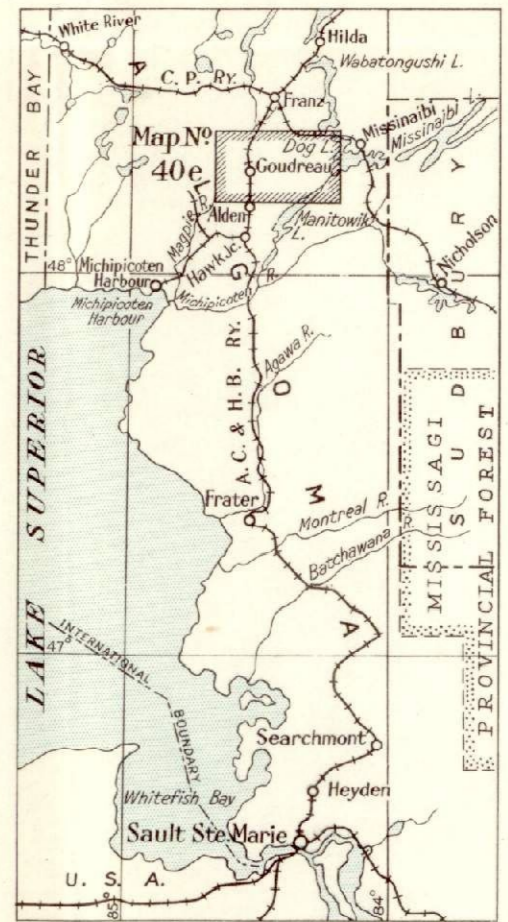 White River
Hilda
Wabatongushi L.
C. P. RY.
Franz
THUNDER BAY
Missinaibi
Missinaibi L.
Map Nº
40e
Dog L.
Goudreau
Alden
Magpie R.
Manitowik
L.
Hawk Jc.
Nicholson
48°
Michipicoten
Harbour
Michipicoten R.
Michipicoten
Harbour
ALGOMA
SUDBURY
A.C. & H.B. RY.
Agawa R.
LAKE SUPERIOR
Frater
Montreal R.
Batchawana R.
MISSISSAGI
PROVINCIAL FOREST
47°
INTERNATIONAL
BOUNDARY
Searchmont
Heyden
Whitefish Bay
Sault Ste. Marie
U. S. A.
85°
84°